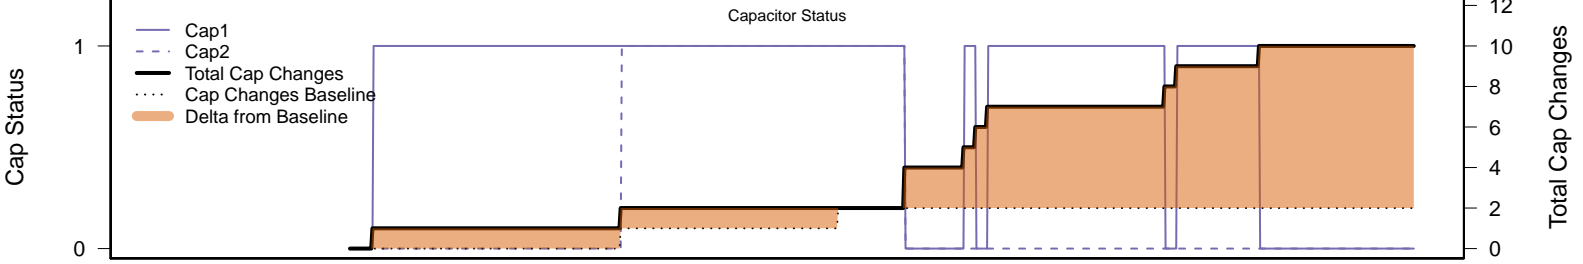 Capacitor Status
Cap1
Cap2
Total Cap Changes
Cap Changes Baseline
Delta from Baseline
Cap Status
1
0
12
10
8
6
4
2
0
Total Cap Changes